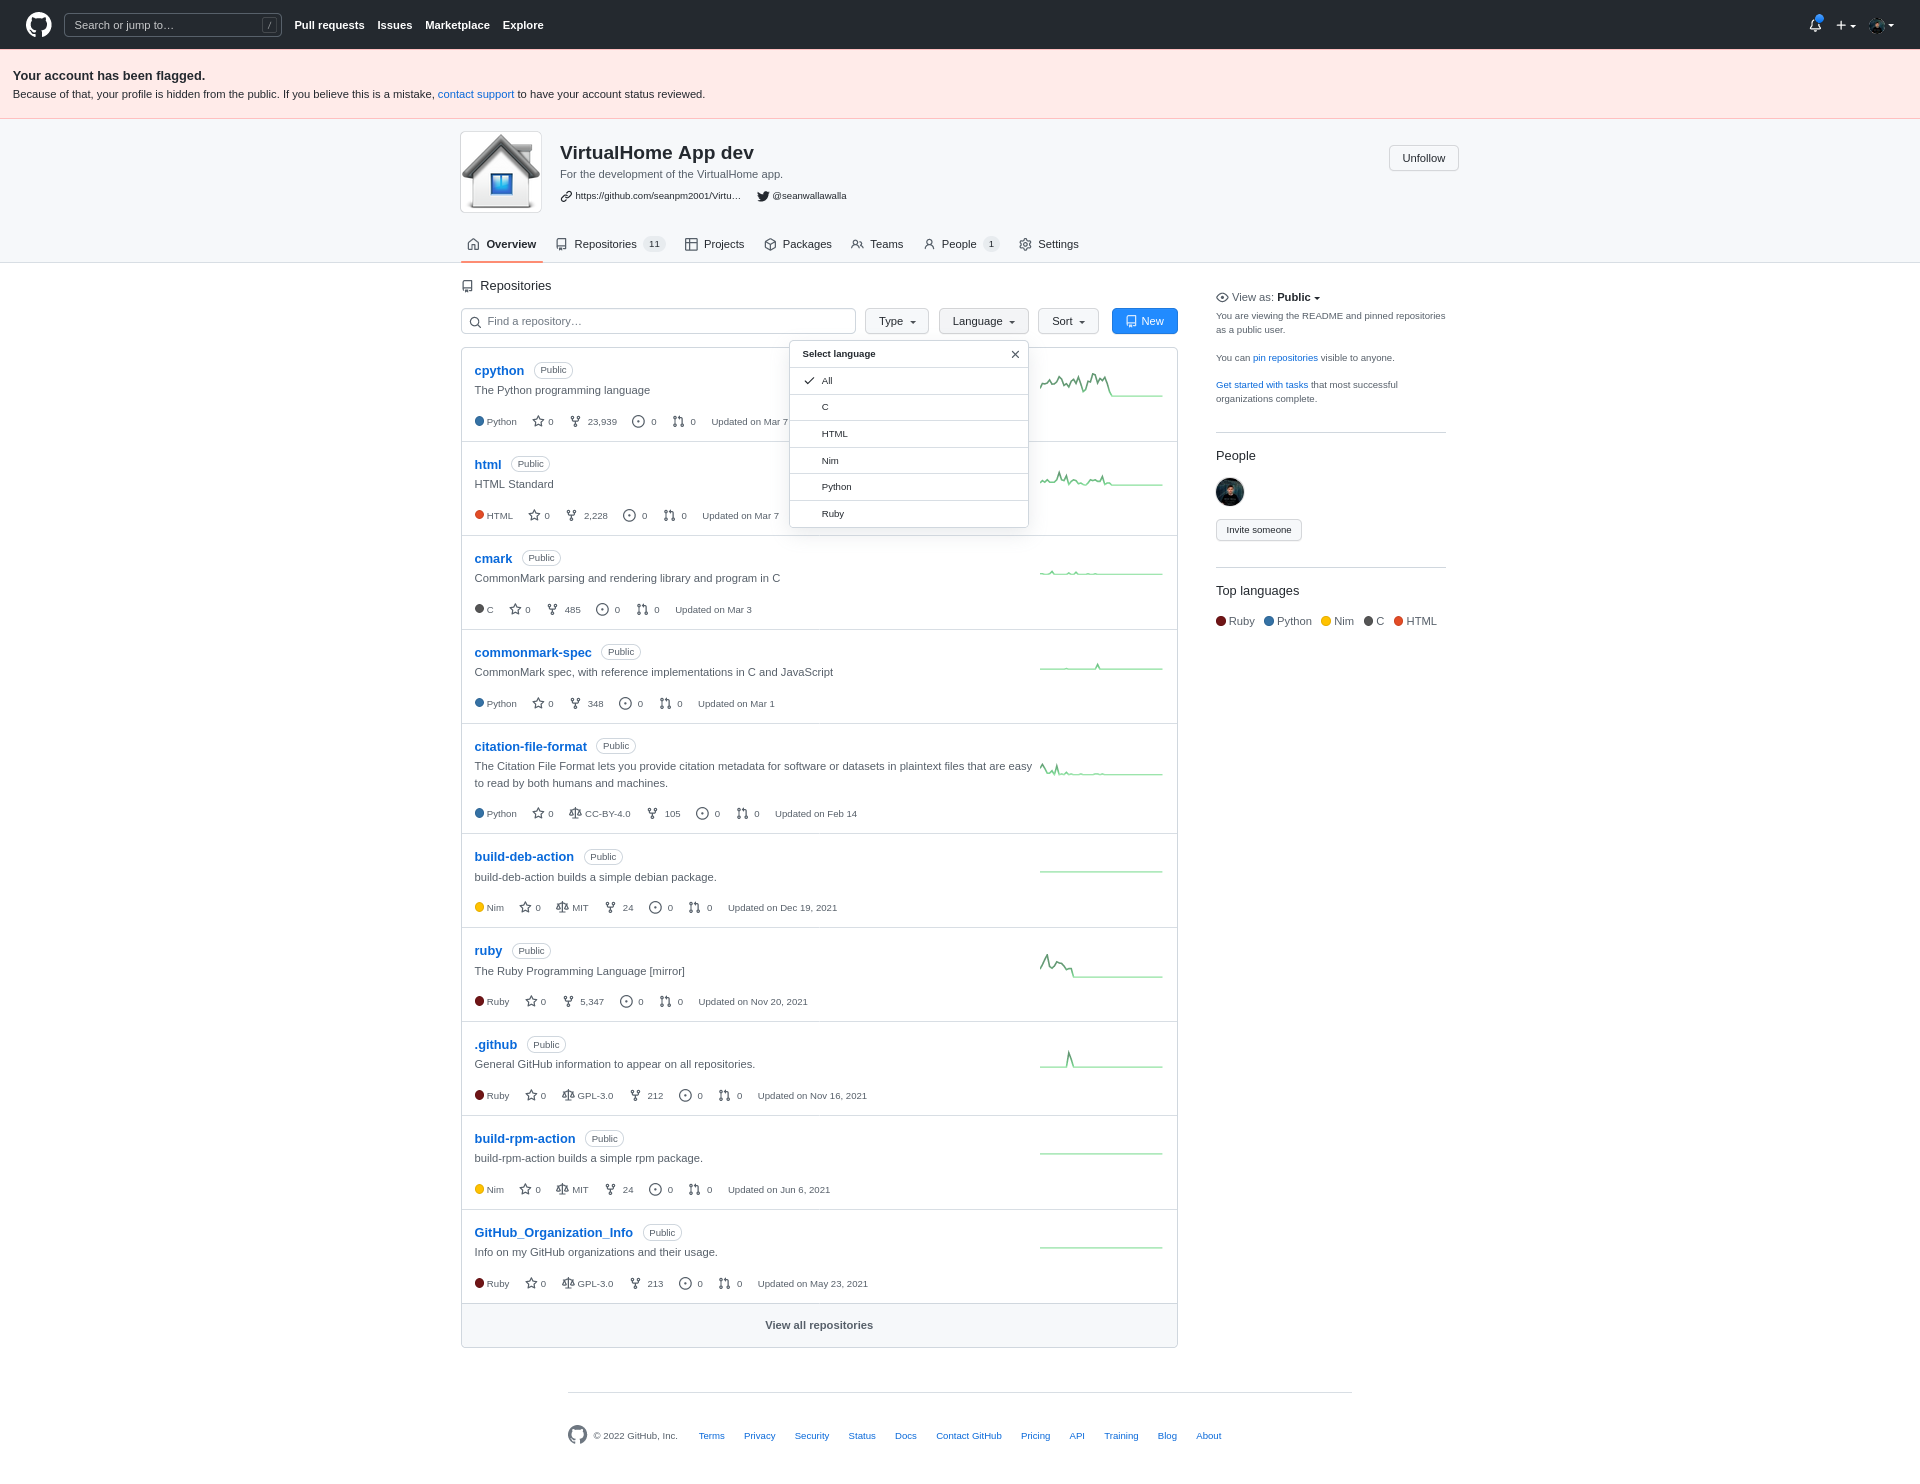 Search or jump to…
/
Pull requests Issues Marketplace Explore
Your account has been flagged.
Because of that, your profile is hidden from the public. If you believe this is a mistake, contact support to have your account status reviewed.
VirtualHome App dev
For the development of the VirtualHome app.
https://github.com/seanpm2001/Virtu… @seanwallawalla
Unfollow
Overview Repositories 11 Projects Packages Teams People 1 Settings
Repositories
Find a repository…
Type Language Sort New
Select language
All
C
HTML
Nim
Python
Ruby
cpython Public
The Python programming language
Python 0 23,939 0 0 Updated on Mar 7
html Public
HTML Standard
HTML 0 2,228 0 0 Updated on Mar 7
cmark Public
CommonMark parsing and rendering library and program in C
C 0 485 0 0 Updated on Mar 3
commonmark-spec Public
CommonMark spec, with reference implementations in C and JavaScript
Python 0 348 0 0 Updated on Mar 1
citation-file-format Public
The Citation File Format lets you provide citation metadata for software or datasets in plaintext files that are easy
to read by both humans and machines.
Python 0 CC-BY-4.0 105 0 0 Updated on Feb 14
build-deb-action Public
build-deb-action builds a simple debian package.
Nim 0 MIT 24 0 0 Updated on Dec 19, 2021
ruby Public
The Ruby Programming Language [mirror]
Ruby 0 5,347 0 0 Updated on Nov 20, 2021
.github Public
General GitHub information to appear on all repositories.
Ruby 0 GPL-3.0 212 0 0 Updated on Nov 16, 2021
build-rpm-action Public
build-rpm-action builds a simple rpm package.
Nim 0 MIT 24 0 0 Updated on Jun 6, 2021
GitHub_Organization_Info Public
Info on my GitHub organizations and their usage.
Ruby 0 GPL-3.0 213 0 0 Updated on May 23, 2021
View all repositories
View as: Public
You are viewing the README and pinned repositories
as a public user.
You can pin repositories visible to anyone.
Get started with tasks that most successful
organizations complete.
People
Invite someone
Top languages
Ruby Python Nim C HTML
© 2022 GitHub, Inc. Terms Privacy Security Status Docs Contact GitHub Pricing API Training Blog About